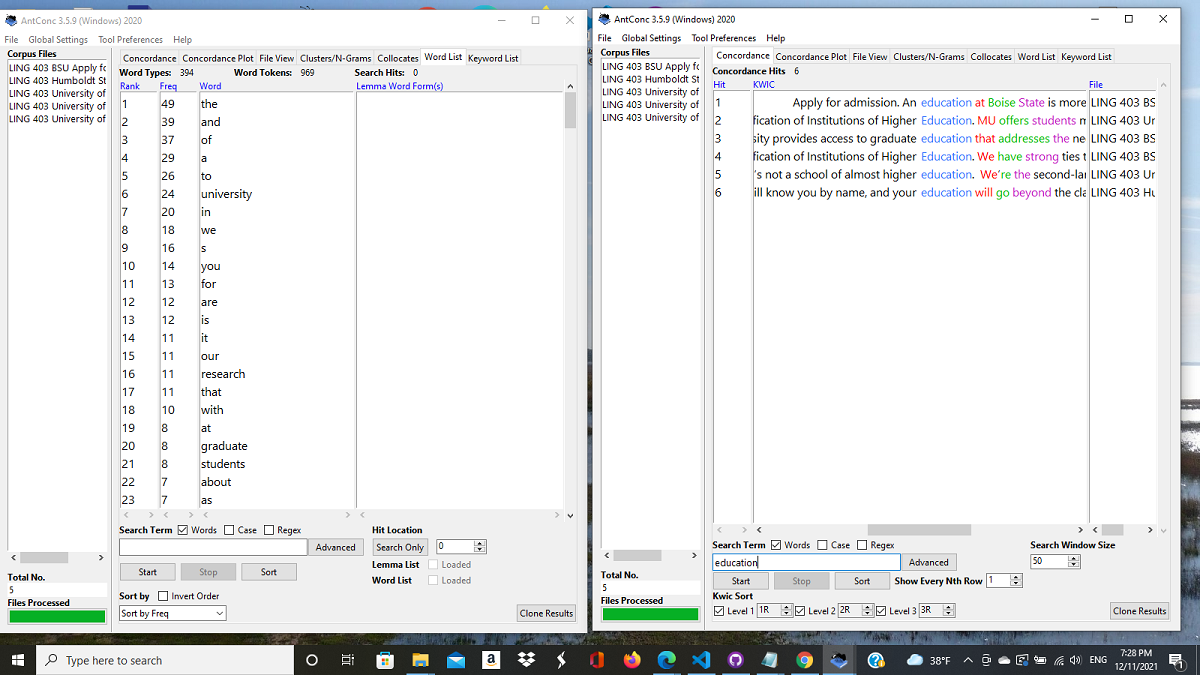 AntConc 3.5.9 (Windows) 2020
File Global Settings Tool Preferences Help
Corpus Files
LING 403 BSU Apply fo
LING 403 Humboldt St
LING 403 University of
LING 403 University of
LING 403 University of
Total No.
5
Files Processed
Concordance Concordance Plot File View Clusters/N-Grams Collocates Word List Keyword List
Word Types: 394 Word Tokens: 969 Search Hits: 0
Rank Freq Word Lemma Word Form(s)
1 49 the
2 39 and
3 37 of
4 29 a
5 26 to
6 24 university
7 20 in
8 18 we
9 16 s
10 14 you
11 13 for
12 12 are
13 12 is
14 11 it
15 11 our
16 11 research
17 11 that
18 10 with
19 8 at
20 8 graduate
21 8 students
22 7 about
23 7 as
Search Term Words Case Regex Hit Location
Advanced Search Only 0
Start Stop Sort Lemma List Loaded
Word List Loaded
Sort by Invert Order
Sort by Freq Clone Results
AntConc 3.5.9 (Windows) 2020
File Global Settings Tool Preferences Help
Corpus Files
LING 403 BSU Apply fo
LING 403 Humboldt St
LING 403 University of
LING 403 University of
LING 403 University of
Total No.
5
Files Processed
Concordance Concordance Plot File View Clusters/N-Grams Collocates Word List Keyword List
Concordance Hits 6
Hit KWIC File
1 Apply for admission. An education at Boise State is more LING 403 BS
2 fication of Institutions of Higher Education. MU offers students m LING 403 Ur
3 sity provides access to graduate education that addresses the ne LING 403 BS
4 fication of Institutions of Higher Education. We have strong ties t LING 403 BS
5 's not a school of almost higher education. We're the second-lar LING 403 Ur
6 ill know you by name, and your education will go beyond the cla LING 403 Hu
Search Term Words Case Regex Search Window Size
education Advanced 50
Start Stop Sort Show Every Nth Row 1
Kwic Sort
Level 1 1R Level 2 2R Level 3 3R Clone Results
Type here to search
38°F ENG 7:28 PM
12/11/2021
1